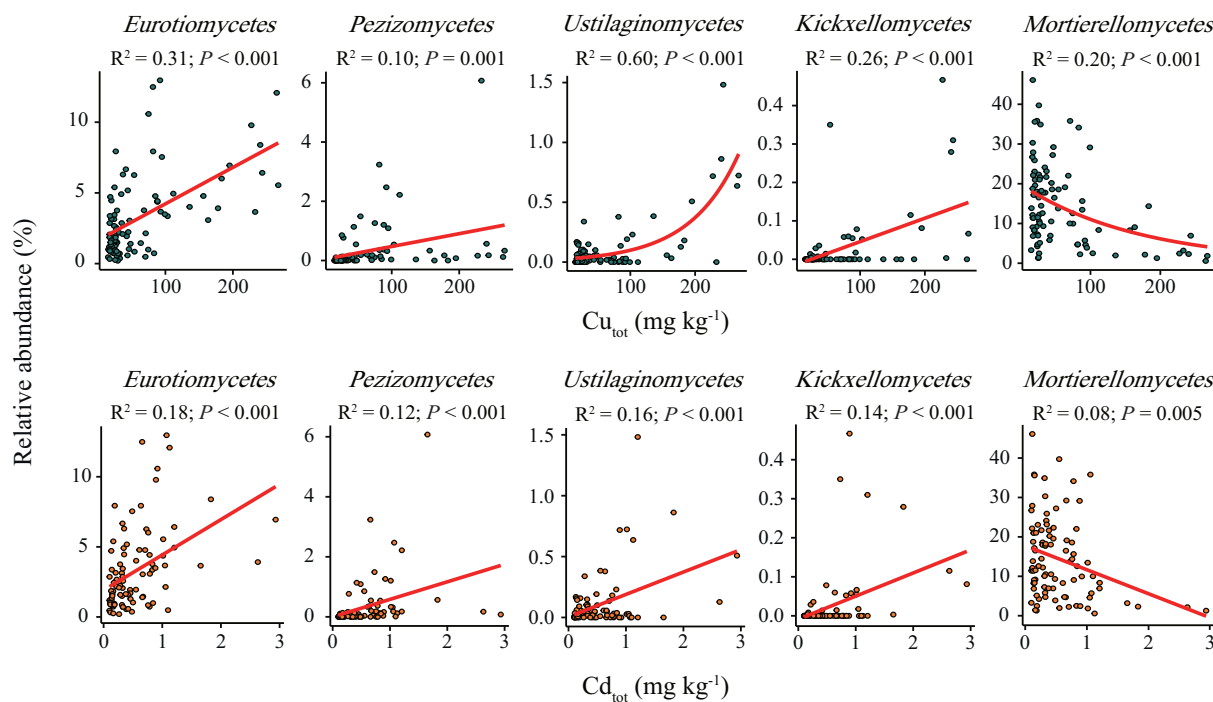 Eurotiomycetes Pezizomycetes Ustilaginomycetes Kickxellomycetes Mortierellomycetes
R² = 0.31; P < 0.001 R² = 0.10; P = 0.001 R² = 0.60; P < 0.001 R² = 0.26; P < 0.001 R² = 0.20; P < 0.001
10 5 0
6 4 2 0
1.5 1.0 0.5 0.0
0.4 0.3 0.2 0.1 0.0
40 30 20 10 0
100 200 100 200 100 200 100 200 100 200
Cu_tot (mg kg⁻¹)
Relative abundance (%)
Eurotiomycetes Pezizomycetes Ustilaginomycetes Kickxellomycetes Mortierellomycetes
R² = 0.18; P < 0.001 R² = 0.12; P < 0.001 R² = 0.16; P < 0.001 R² = 0.14; P < 0.001 R² = 0.08; P = 0.005
10 5 0
6 4 2 0
1.5 1.0 0.5 0.0
0.4 0.3 0.2 0.1 0.0
40 30 20 10 0
0 1 2 3 0 1 2 3 0 1 2 3 0 1 2 3 0 1 2 3
Cd_tot (mg kg⁻¹)